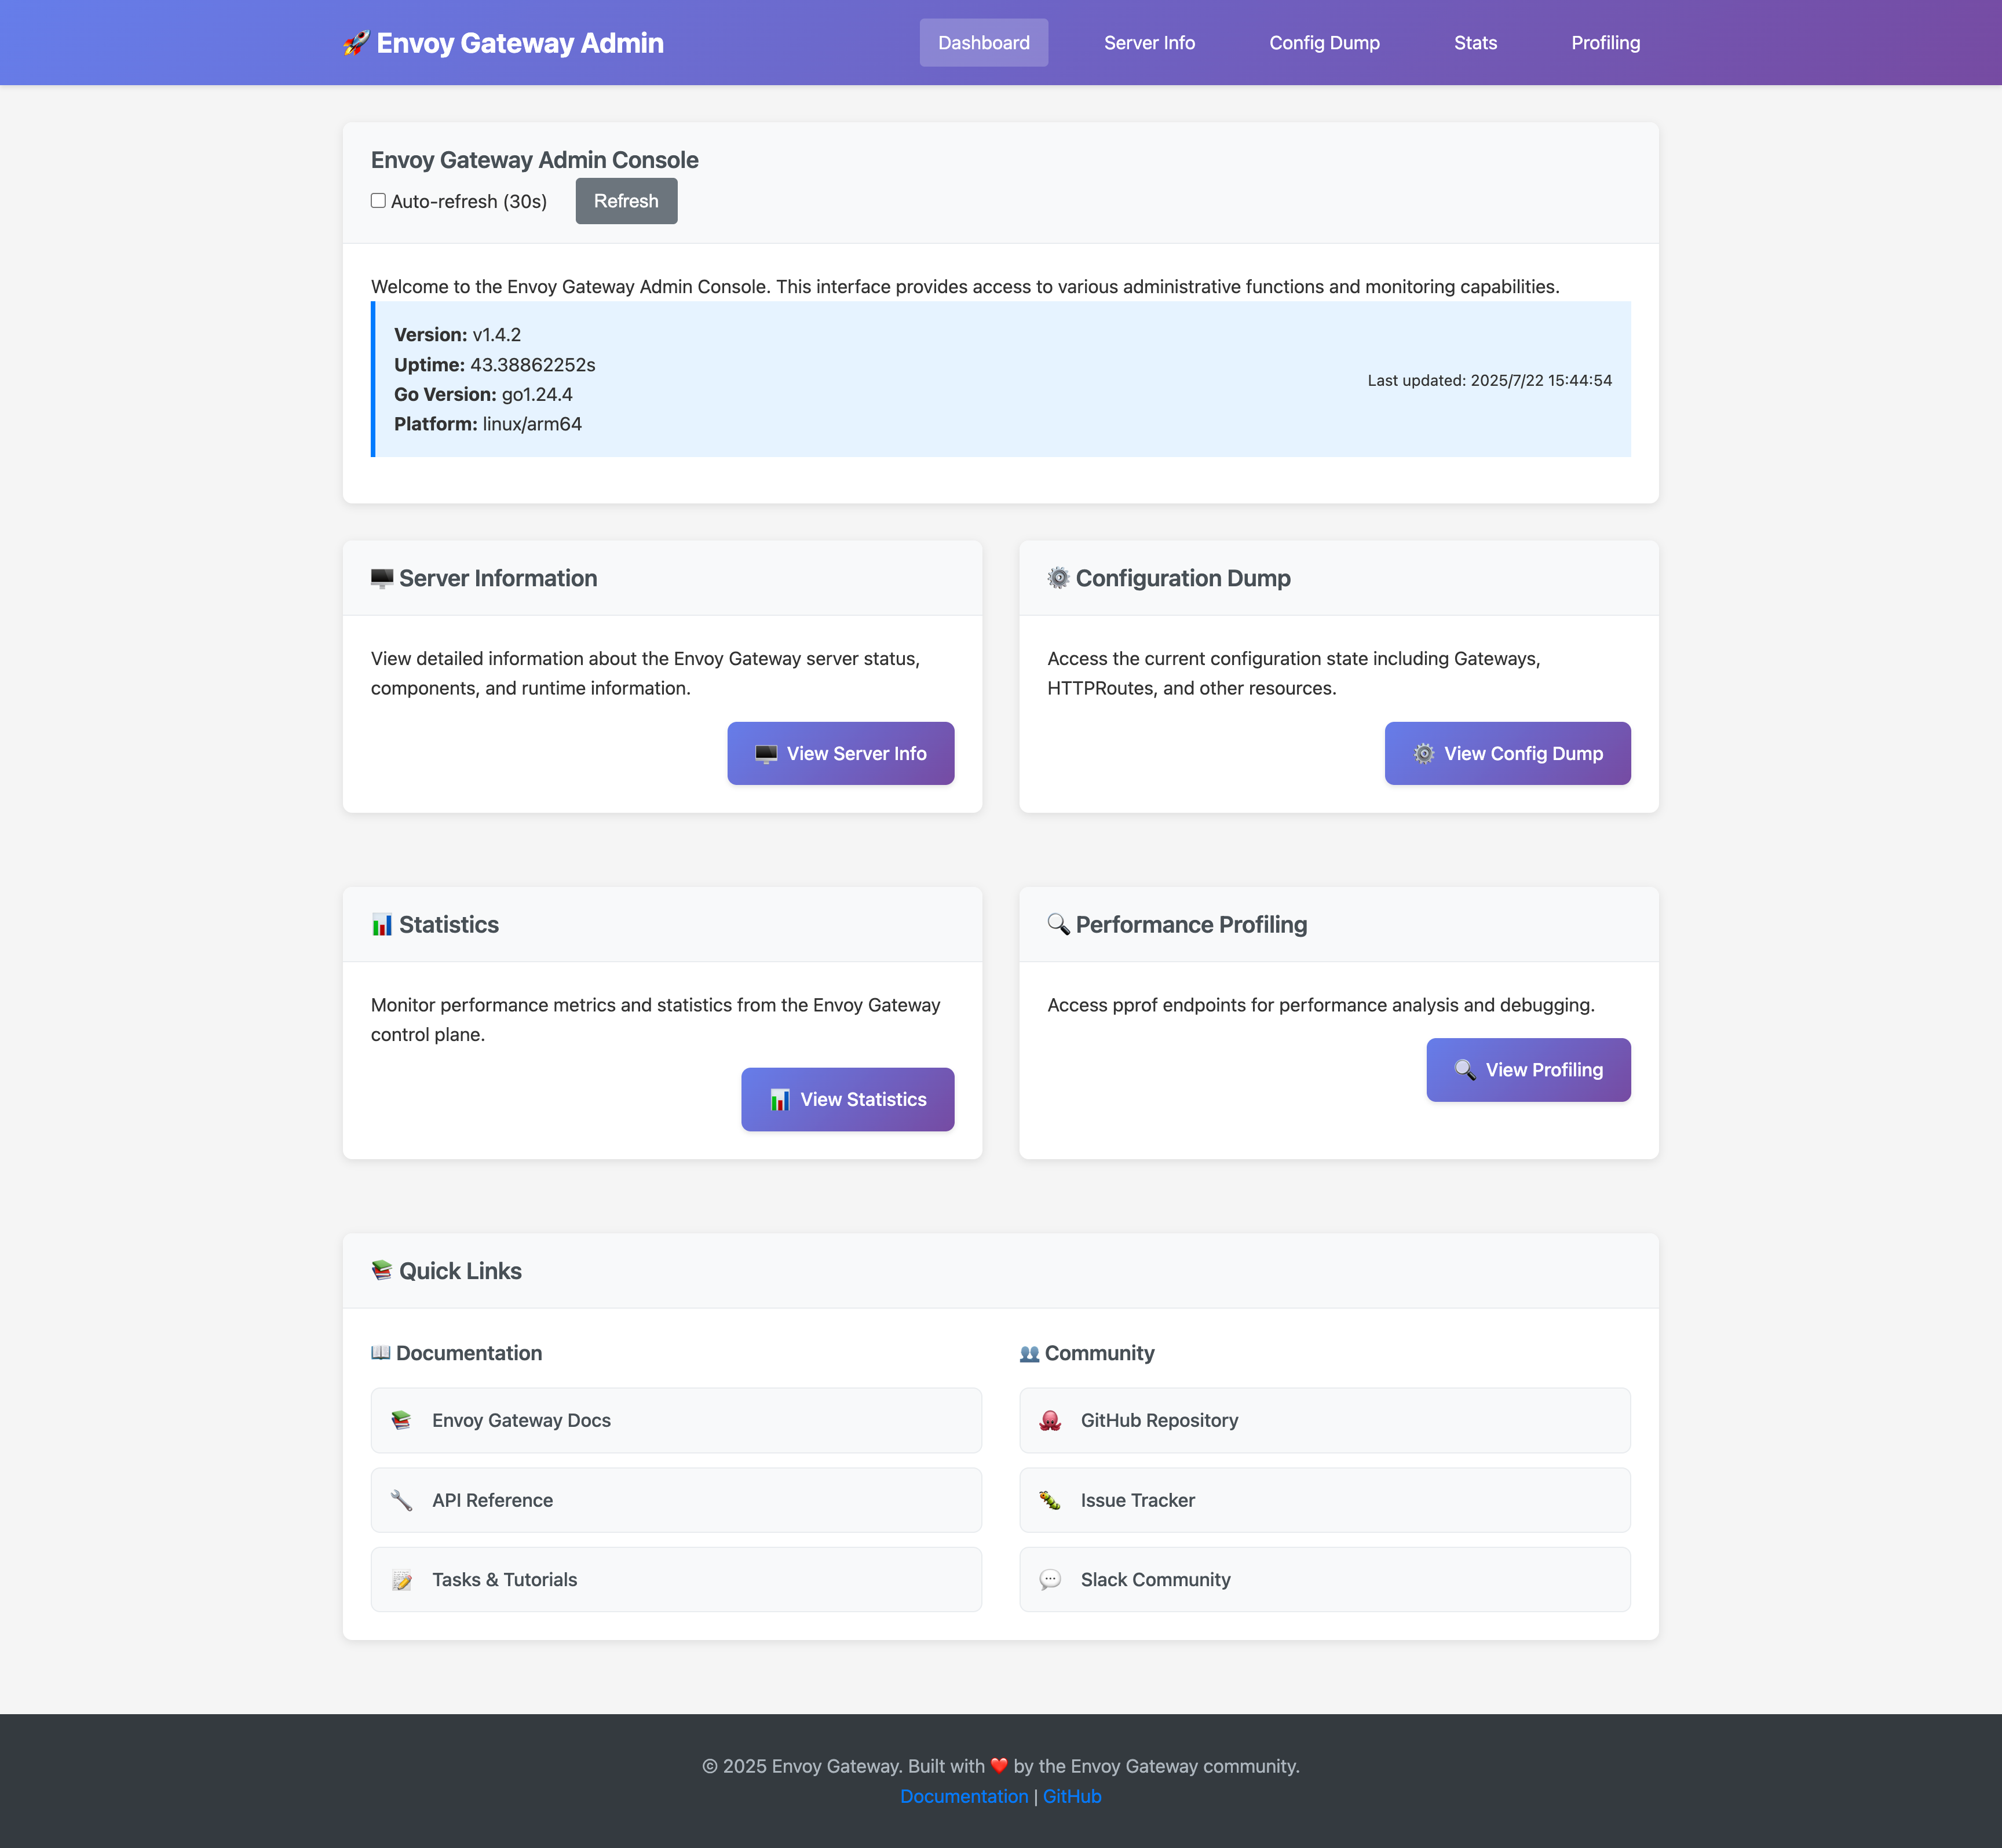 🚀 Envoy Gateway Admin
Dashboard
Server Info
Config Dump
Stats
Profiling
Envoy Gateway Admin Console
Auto-refresh (30s)
Refresh
Welcome to the Envoy Gateway Admin Console. This interface provides access to various administrative functions and monitoring capabilities.
Version: v1.4.2
Uptime: 43.38862252s
Go Version: go1.24.4
Platform: linux/arm64
Last updated: 2025/7/22 15:44:54
🖥️ Server Information
View detailed information about the Envoy Gateway server status,
components, and runtime information.
🖥️ View Server Info
⚙️ Configuration Dump
Access the current configuration state including Gateways,
HTTPRoutes, and other resources.
⚙️ View Config Dump
📊 Statistics
Monitor performance metrics and statistics from the Envoy Gateway
control plane.
📊 View Statistics
🔍 Performance Profiling
Access pprof endpoints for performance analysis and debugging.
🔍 View Profiling
📚 Quick Links
📖 Documentation
📚 Envoy Gateway Docs
🔧 API Reference
📝 Tasks & Tutorials
👥 Community
🐙 GitHub Repository
🐛 Issue Tracker
💬 Slack Community
© 2025 Envoy Gateway. Built with ❤️ by the Envoy Gateway community.
Documentation | GitHub